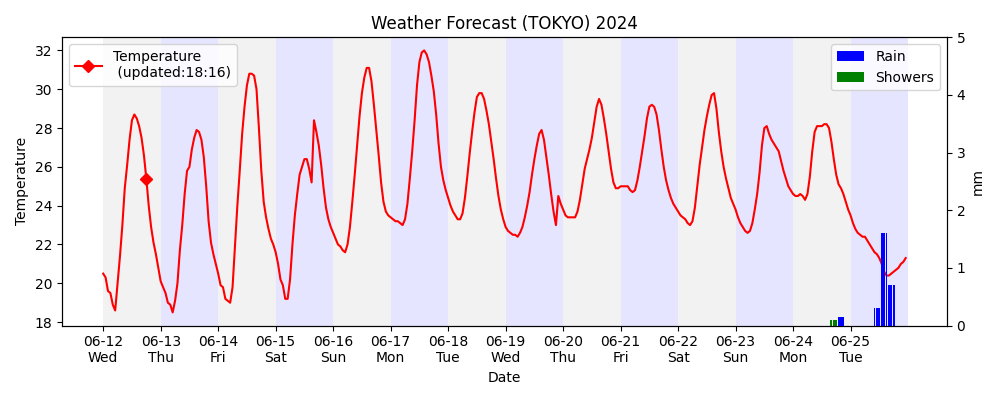 Weather Forecast (TOKYO) 2024
Temperature
(updated:18:16)
Rain
Showers
Temperature
32
30
28
26
24
22
20
18
5
4
3
2
1
0
mm
06-12 06-13 06-14 06-15 06-16 06-17 06-18 06-19 06-20 06-21 06-22 06-23 06-24 06-25
Wed Thu Fri Sat Sun Mon Tue Wed Thu Fri Sat Sun Mon Tue
Date